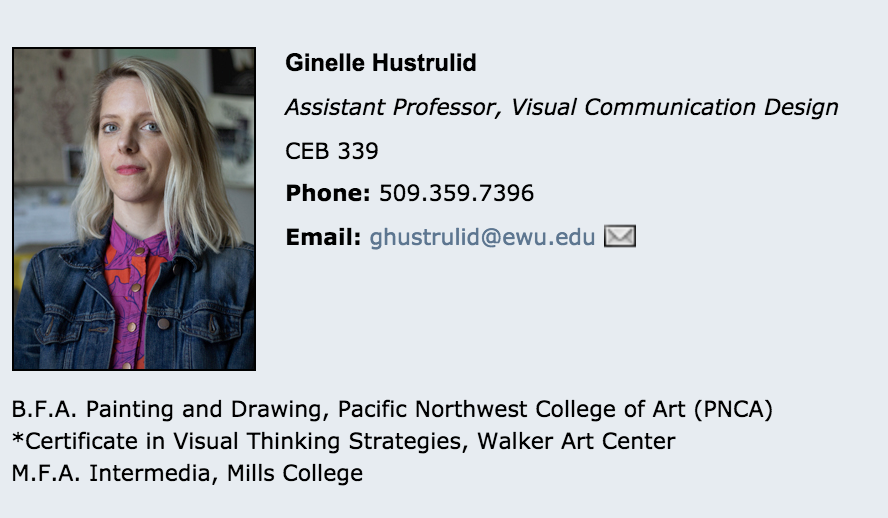 Ginelle Hustrulid
Assistant Professor, Visual Communication Design
CEB 339
Phone: 509.359.7396
Email: ghustrulid@ewu.edu
B.F.A. Painting and Drawing, Pacific Northwest College of Art (PNCA)
*Certificate in Visual Thinking Strategies, Walker Art Center
M.F.A. Intermedia, Mills College